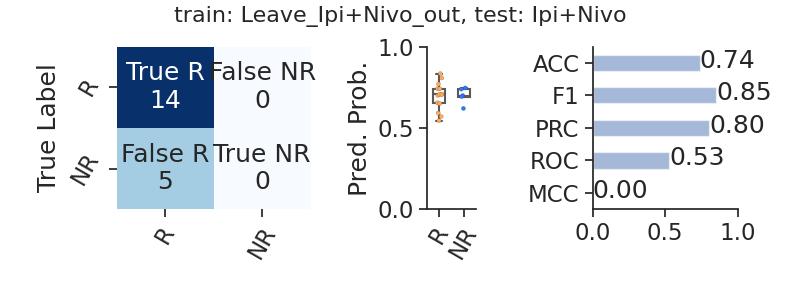 train: Leave_Ipi+Nivo_out, test: Ipi+Nivo
True Label
R
NR
True R
14
False NR
0
False R
5
True NR
0
R
NR
Pred. Prob.
1.0
0.5
0.0
R
NR
ACC
0.74
F1
0.85
PRC
0.80
ROC
0.53
MCC
0.00
0.0
0.5
1.0